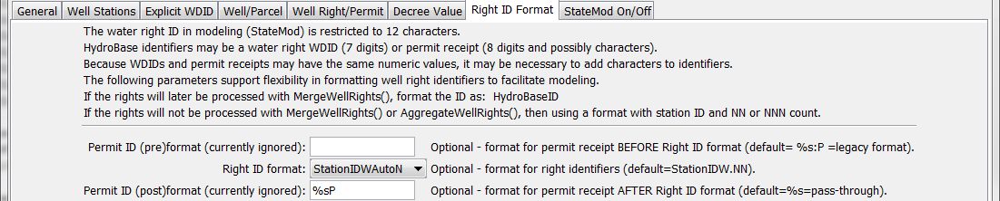 General Well Stations Explicit WDID Well/Parcel Well Right/Permit Decree Value Right ID Format StateMod On/Off
The water right ID in modeling (StateMod) is restricted to 12 characters.
HydroBase identifiers may be a water right WDID (7 digits) or permit receipt (8 digits and possibly characters).
Because WDIDs and permit receipts may have the same numeric values, it may be necessary to add characters to identifiers.
The following parameters support flexibility in formatting well right identifiers to facilitate modeling.
If the rights will later be processed with MergeWellRights(), format the ID as: HydroBaseID
If the rights will not be processed with MergeWellRights() or AggregateWellRights(), then using a format with station ID and NN or NNN count.
Permit ID (pre)format (currently ignored): Optional - format for permit receipt BEFORE Right ID format (default= %s:P =legacy format).
Right ID format: StationIDWAutoN Optional - format for right identifiers (default=StationIDW.NN).
Permit ID (post)format (currently ignored): %sP Optional - format for permit receipt AFTER Right ID format (default=%s=pass-through).